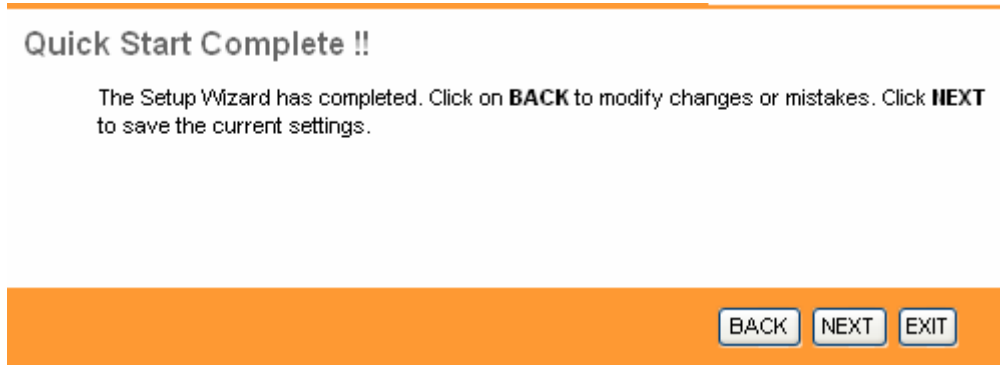 Quick Start Complete !!
The Setup Wizard has completed. Click on BACK to modify changes or mistakes. Click NEXT
to save the current settings.
BACK NEXT EXIT